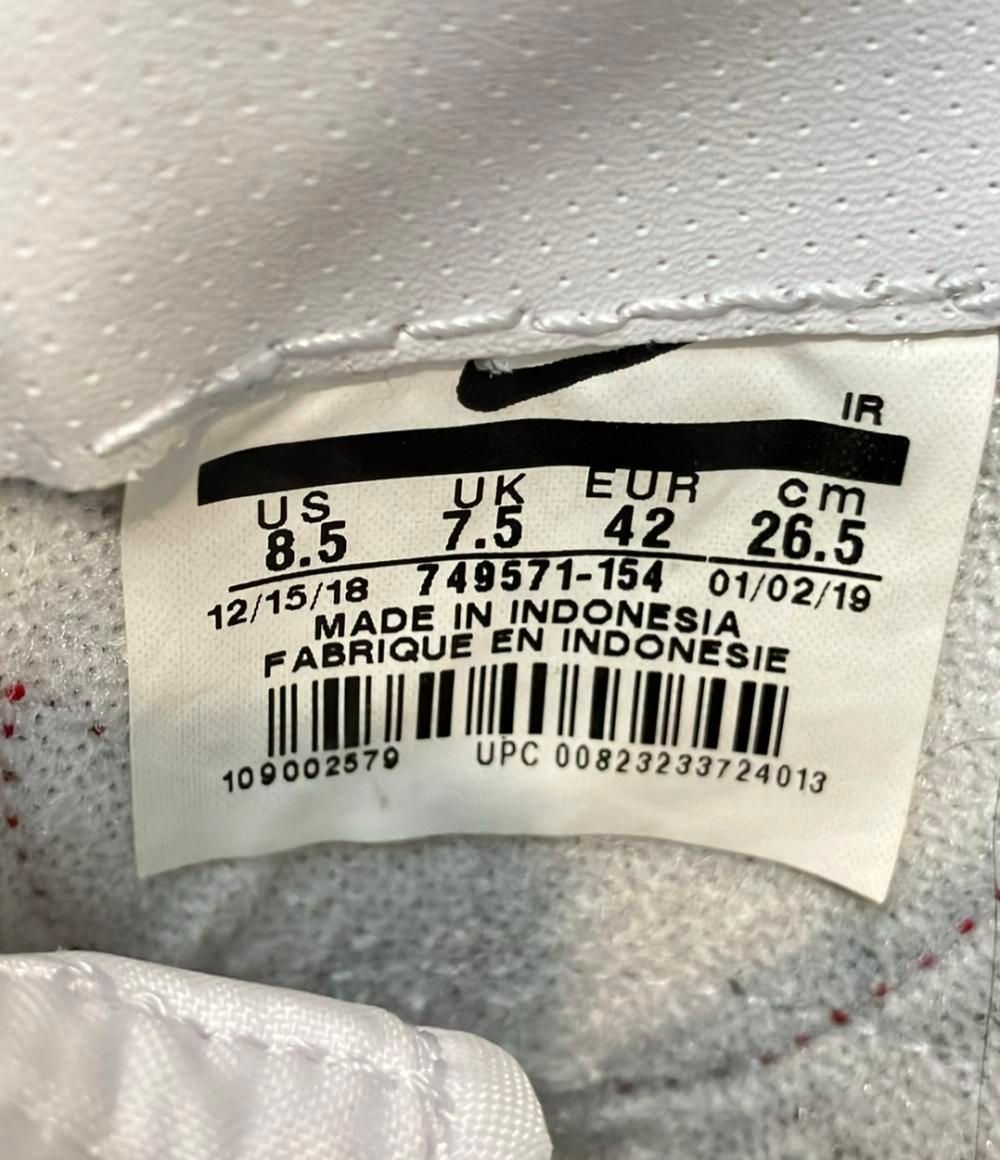 IR
US UK EUR cm
8.5 7.5 42 26.5
12/15/18 749571-154 01/02/19
MADE IN INDONESIA
FABRIQUE EN INDONESIE
109002579 UPC 00823233724013